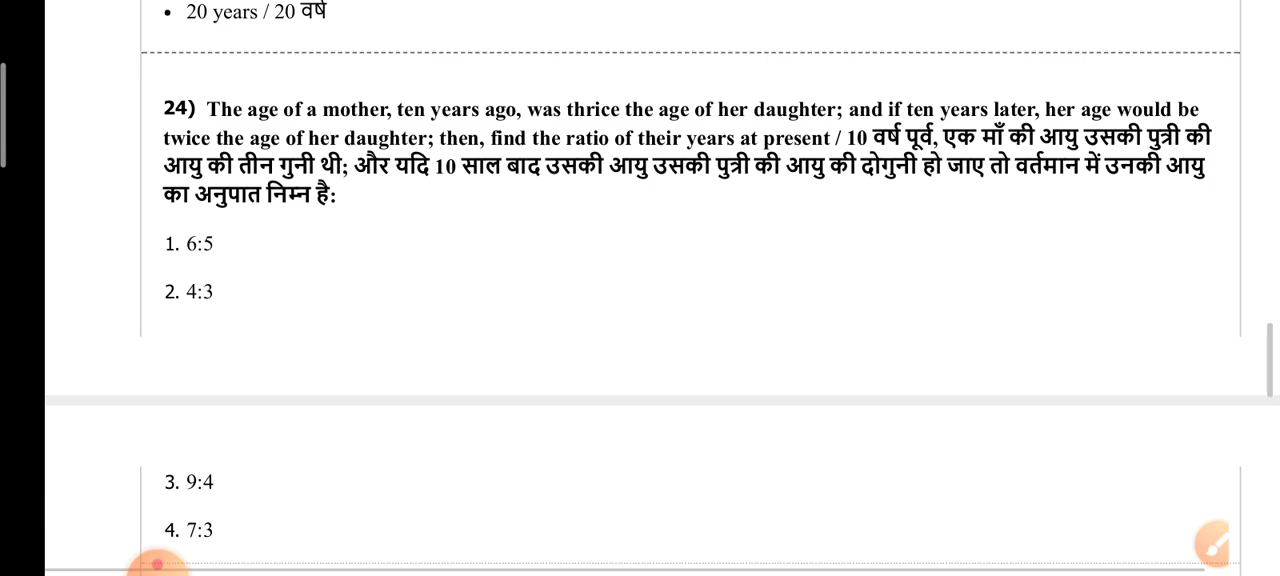 • 20 years / 20 वर्ष
24) The age of a mother, ten years ago, was thrice the age of her daughter; and if ten years later, her age would be
twice the age of her daughter; then, find the ratio of their years at present / 10 वर्ष पूर्व, एक माँ की आयु उसकी पुत्री की
आयु की तीन गुनी थी; और यदि 10 साल बाद उसकी आयु उसकी पुत्री की आयु की दोगुनी हो जाए तो वर्तमान में उनकी आयु
का अनुपात निम्न है:
1. 6:5
2. 4:3
3. 9:4
4. 7:3